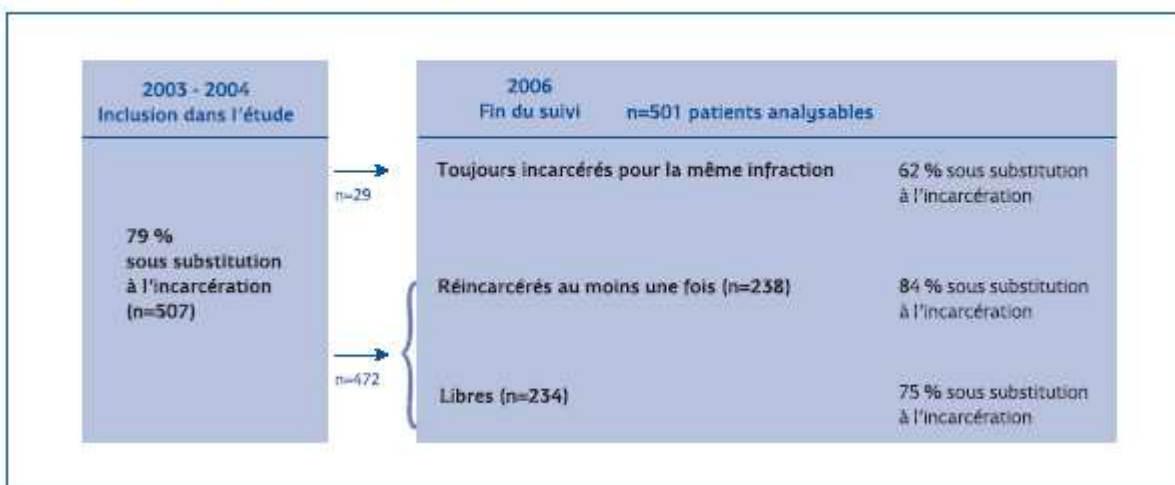 2003 - 2004
Inclusion dans l'étude
79 %
sous substitution
à l'incarcération
(n=507)
n=29
n=472
2006
Fin du suivi n=501 patients analysables
Toujours incarcérés pour la même infraction
62 % sous substitution
à l'incarcération
Réincarcérés au moins une fois (n=238)
84 % sous substitution
à l'incarcération
Libres (n=234)
75 % sous substitution
à l'incarcération